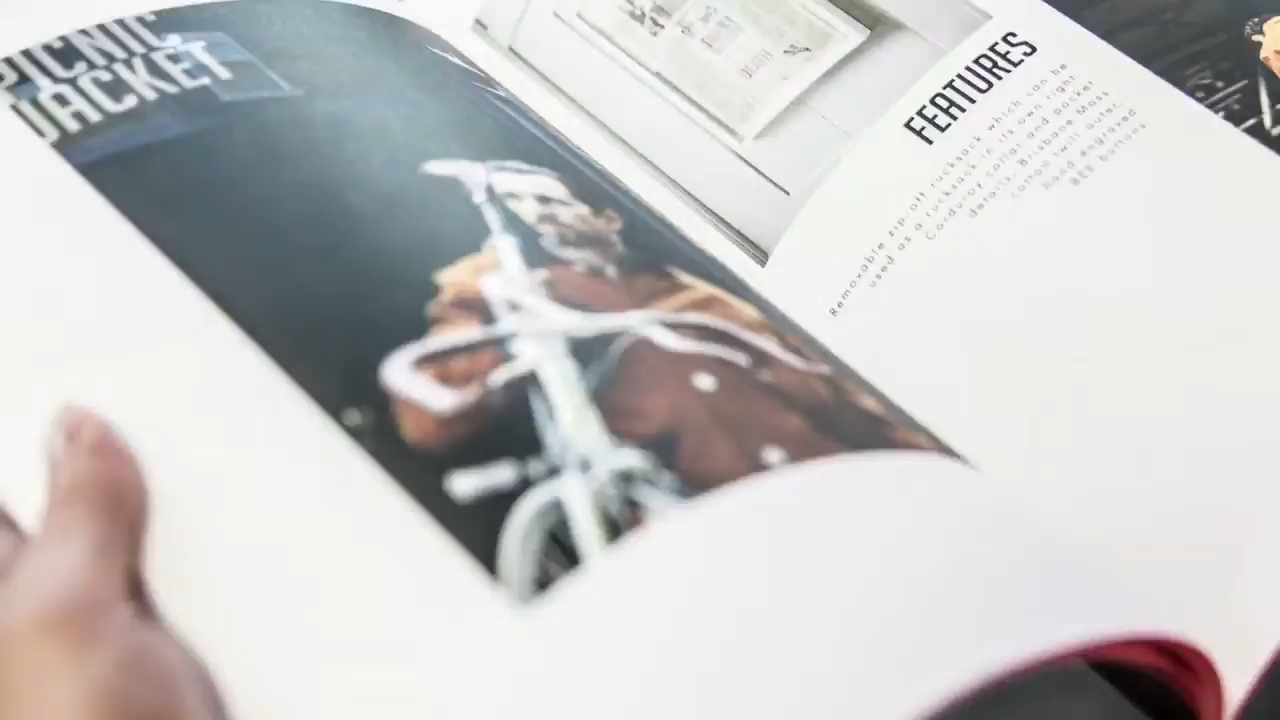 PICNIC
JACKET
FEATURES
Removable zip-off rucksack which can be
used as a rucksack in its own right
Corduroy collar and pocket
details, Brisbane Moss
cotton twill outer,
hand engraved
BEE buttons